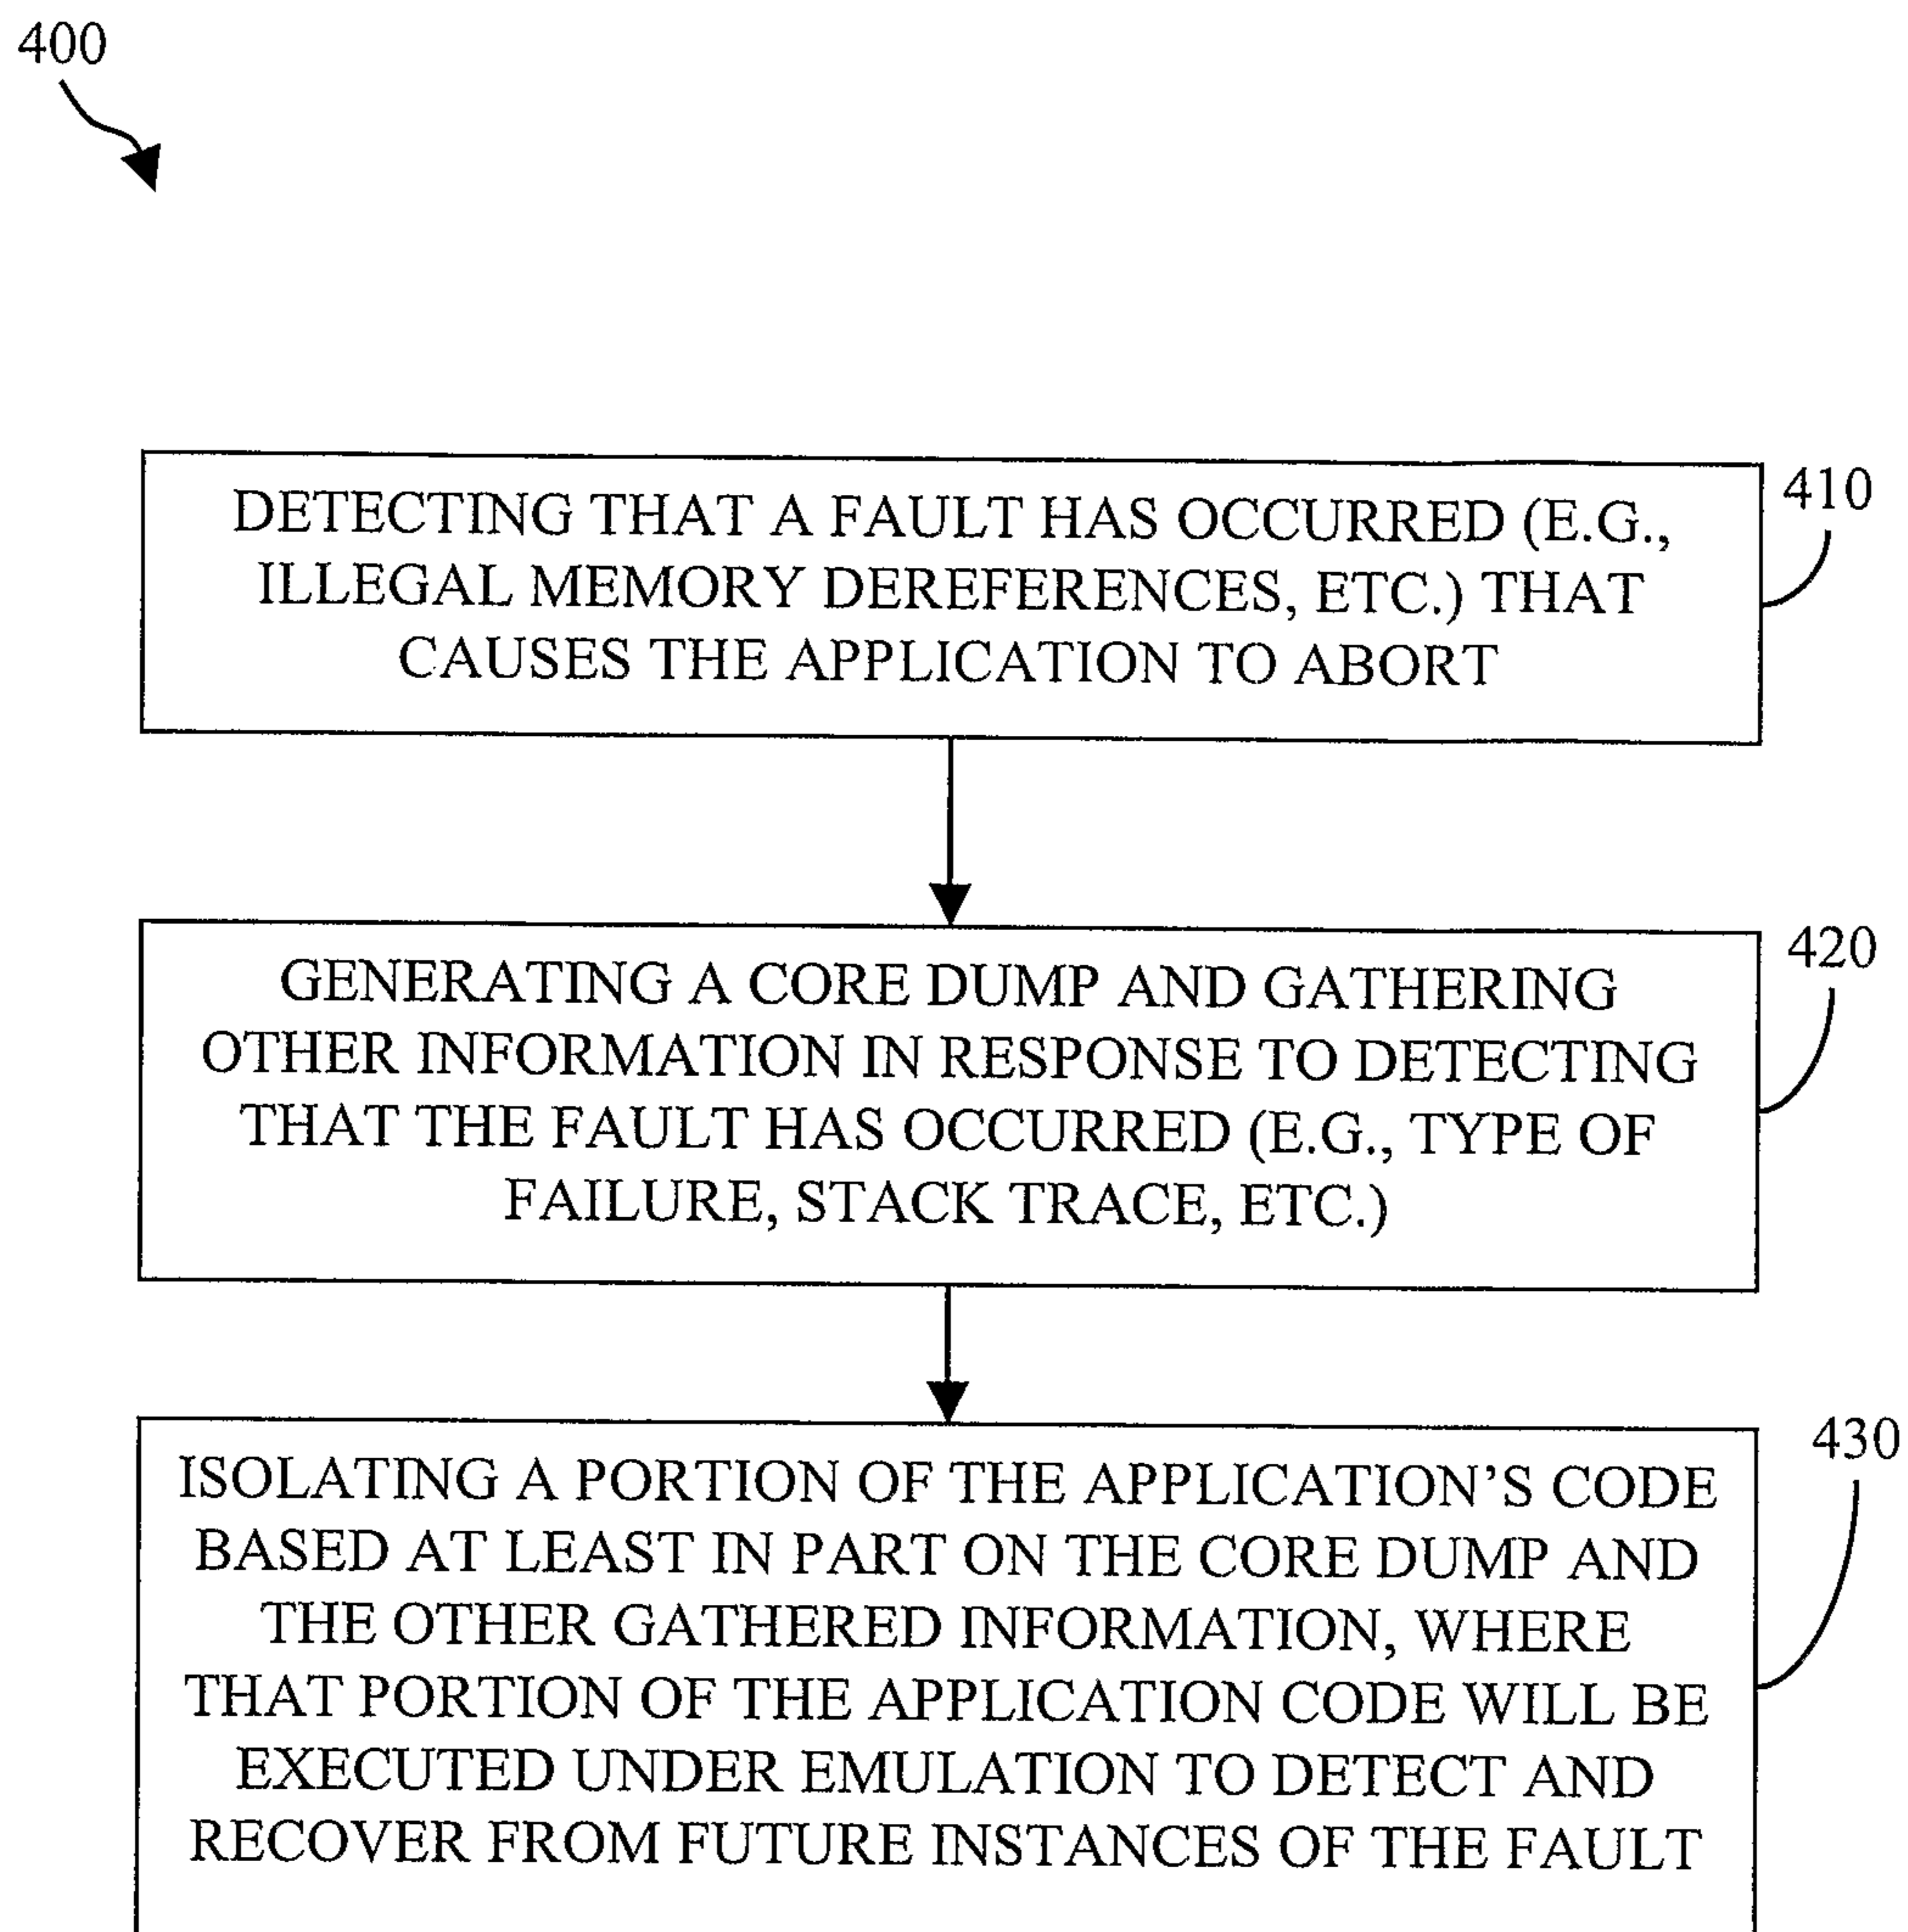 400
DETECTING THAT A FAULT HAS OCCURRED (E.G.,
ILLEGAL MEMORY DEREFERENCES, ETC.) THAT
CAUSES THE APPLICATION TO ABORT
410
GENERATING A CORE DUMP AND GATHERING
OTHER INFORMATION IN RESPONSE TO DETECTING
THAT THE FAULT HAS OCCURRED (E.G., TYPE OF
FAILURE, STACK TRACE, ETC.)
420
ISOLATING A PORTION OF THE APPLICATION’S CODE
BASED AT LEAST IN PART ON THE CORE DUMP AND
THE OTHER GATHERED INFORMATION, WHERE
THAT PORTION OF THE APPLICATION CODE WILL BE
EXECUTED UNDER EMULATION TO DETECT AND
RECOVER FROM FUTURE INSTANCES OF THE FAULT
430